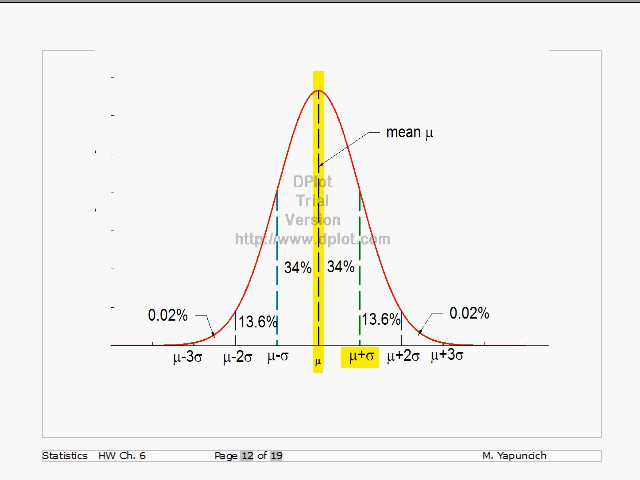 mean μ
DPlot
Trial
Version
http://www.dplot.com
34% 34%
0.02% 13.6% 13.6% 0.02%
μ-3σ μ-2σ μ-σ μ μ+σ μ+2σ μ+3σ
Statistics HW Ch. 6 Page 12 of 19 M. Yapuncich